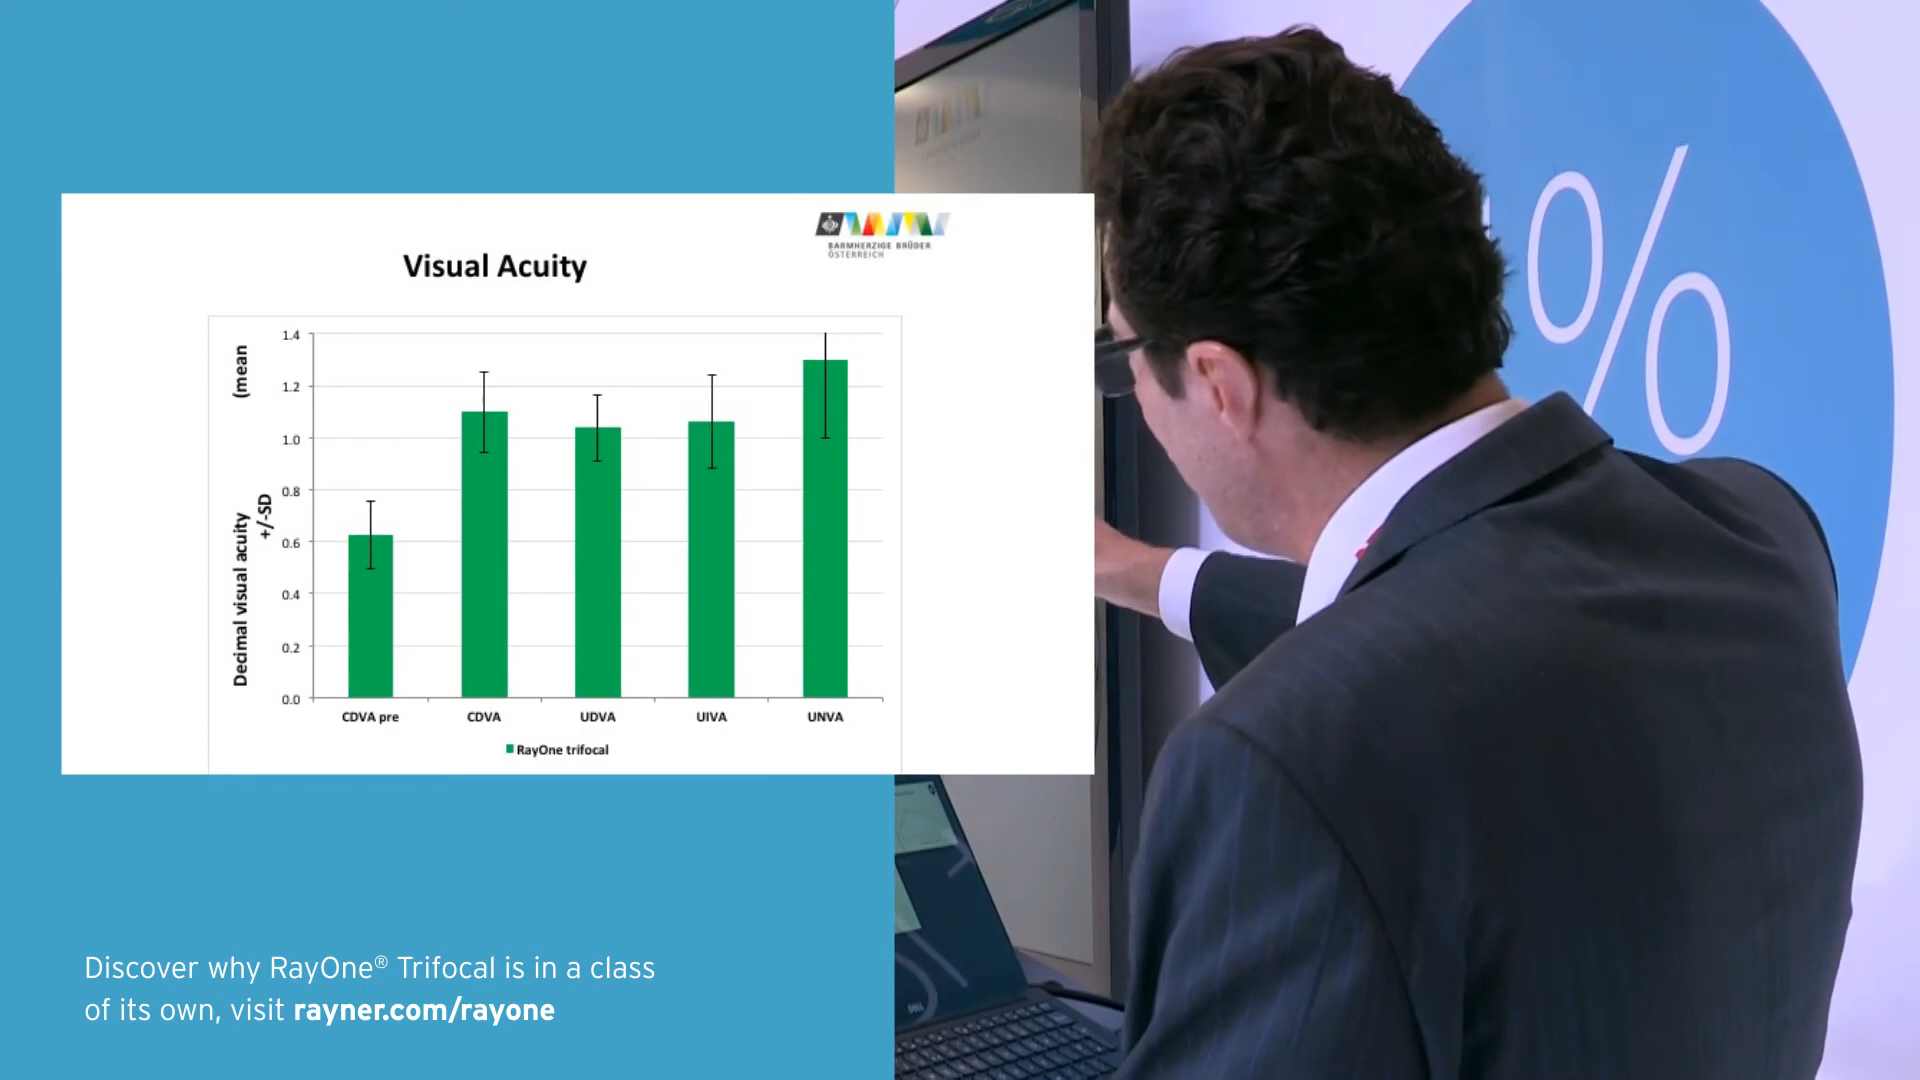 BARMHERZIGE BRÜDER
ÖSTERREICH
Visual Acuity
Decimal visual acuity (mean
+/-SD
1.4
1.2
1.0
0.8
0.6
0.4
0.2
0.0
CDVA pre CDVA UDVA UIVA UNVA
RayOne trifocal
%
Discover why RayOne® Trifocal is in a class
of its own, visit rayner.com/rayone